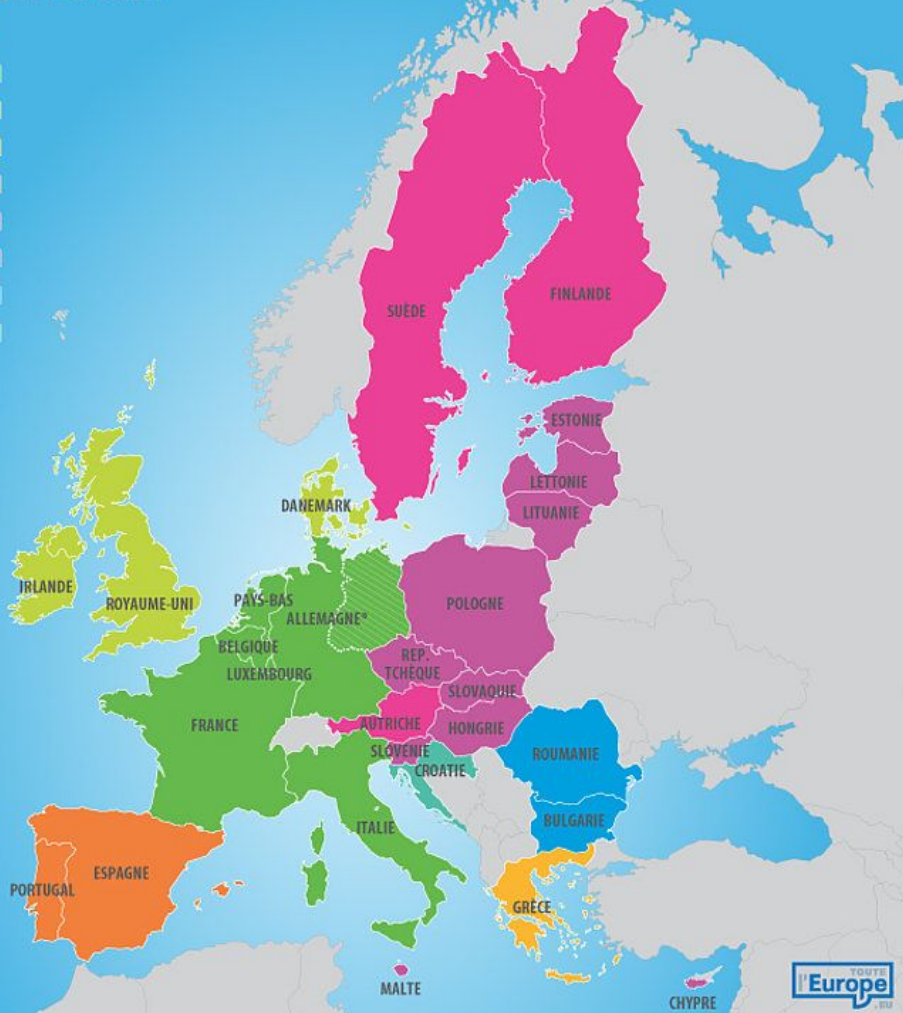 FINLANDE
SUÈDE
ESTONIE
LETTONIE
LITUANIE
DANEMARK
IRLANDE
ROYAUME-UNI
PAYS-BAS
ALLEMAGNE*
POLOGNE
BELGIQUE
LUXEMBOURG
REP.
TCHÈQUE
SLOVAQUIE
FRANCE
AUTRICHE
HONGRIE
SLOVÉNIE
CROATIE
ROUMANIE
BULGARIE
ITALIE
ESPAGNE
PORTUGAL
GRÈCE
MALTE
CHYPRE
TOUTE
l'Europe
.EU